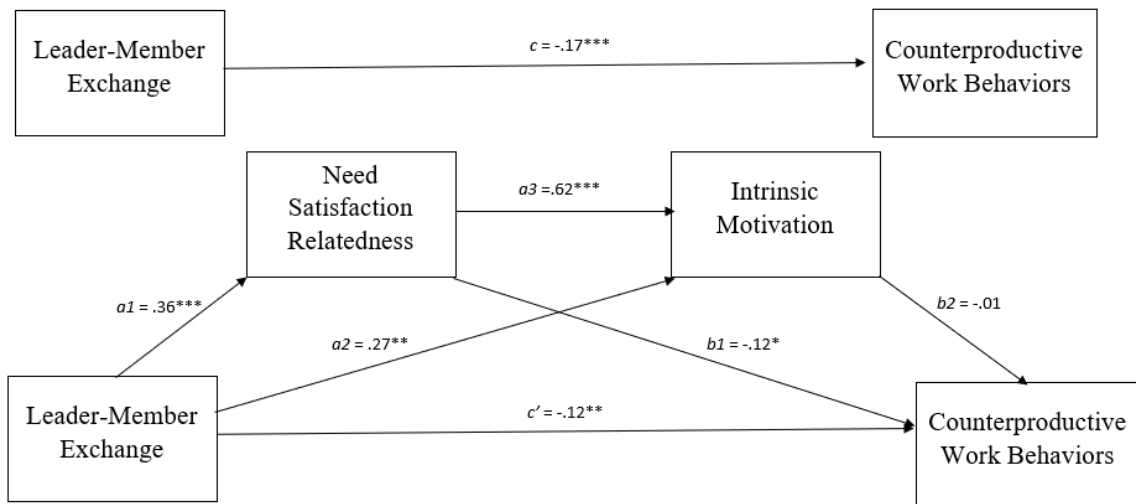 Leader-Member
Exchange
c = -.17***
Counterproductive
Work Behaviors
Need
Satisfaction
Relatedness
a3 =.62***
Intrinsic
Motivation
a1 = .36***
a2 = .27**
b1 = -.12*
b2 = -.01
Leader-Member
Exchange
c’ = -.12**
Counterproductive
Work Behaviors